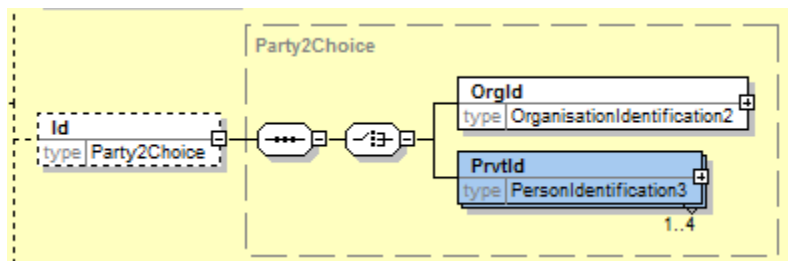 Party2Choice
OrgId
type OrganisationIdentification2
Id
type Party2Choice
PrvtId
type PersonIdentification3
1..4